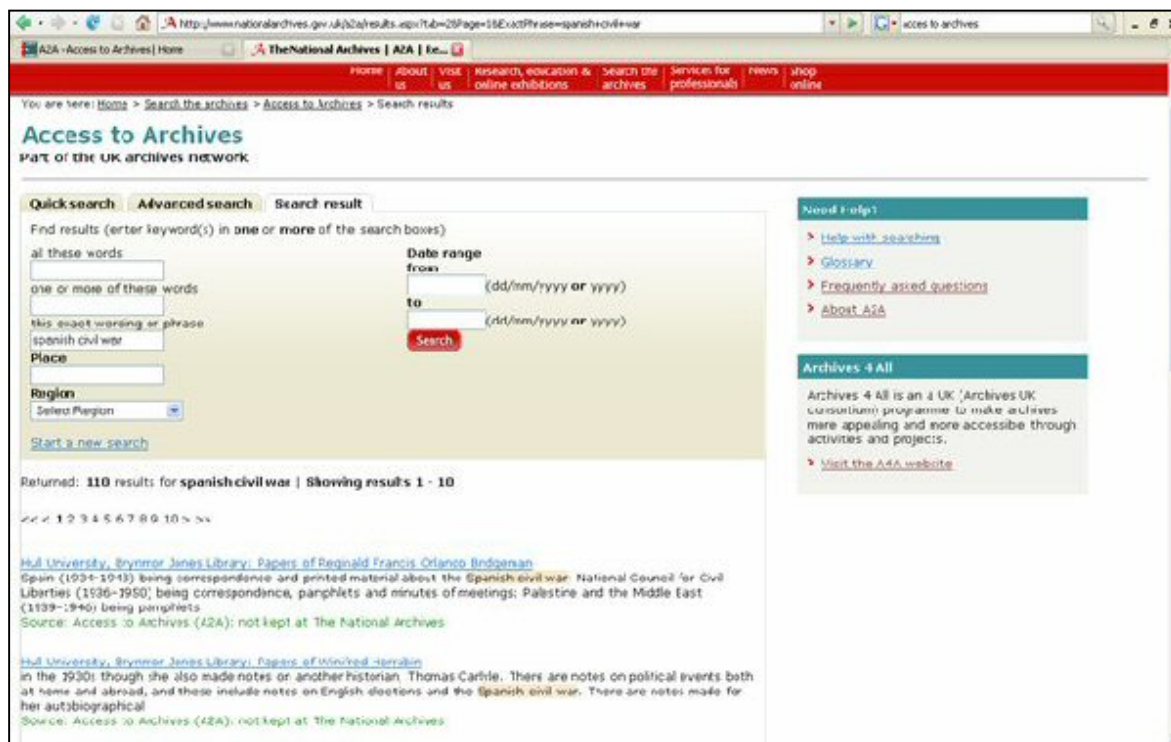 http://www.nationalarchives.gov.uk/a2a/results.aspx?tab=2&Page=1&ExactPhrase=spanish+civil+war
acces to archives
A2A - Access to Archives | Home
The National Archives | A2A | Re...
Home | About us | Visit us | Research, education & online exhibitions | Search the archives | Services for professionals | News | Shop online
You are here: Home > Search the archives > Access to Archives > Search results
Access to Archives
Part of the UK archives network
Quick search
Advanced search
Search result
Find results (enter keyword(s) in one or more of the search boxes)
all these words
one or more of these words
this exact wording or phrase
spanish civil war
Place
Region
Select Region
Start a new search
Date range
from
(dd/mm/yyyy or yyyy)
to
(dd/mm/yyyy or yyyy)
Search
Returned: 110 results for spanish civil war | Showing results 1 - 10
<< < 1 2 3 4 5 6 7 8 9 10 > >>
Hull University, Brynmor Jones Library: Papers of Reginald Francis Orlando Bridgeman
Spain (1934-1943) being correspondence and printed material about the Spanish civil war; National Council for Civil
Liberties (1936-1950) being correspondence, pamphlets and minutes of meetings; Palestine and the Middle East
(1939-1946) being pamphlets
Source: Access to Archives (A2A): not kept at The National Archives
Hull University, Brynmor Jones Library: Papers of Winifred Horrabin
in the 1930s though she also made notes on another historian, Thomas Carlyle. There are notes on political events both
at home and abroad, and these include notes on English elections and the Spanish civil war. There are notes made for
her autobiographical
Source: Access to Archives (A2A): not kept at The National Archives
Need Help?
Help with searching
Glossary
Frequently asked questions
About A2A
Archives 4 All
Archives 4 All is an a UK (Archives UK
consortium) programme to make archives
more appealing and more accessible through
activities and projects.
Visit the A4A website